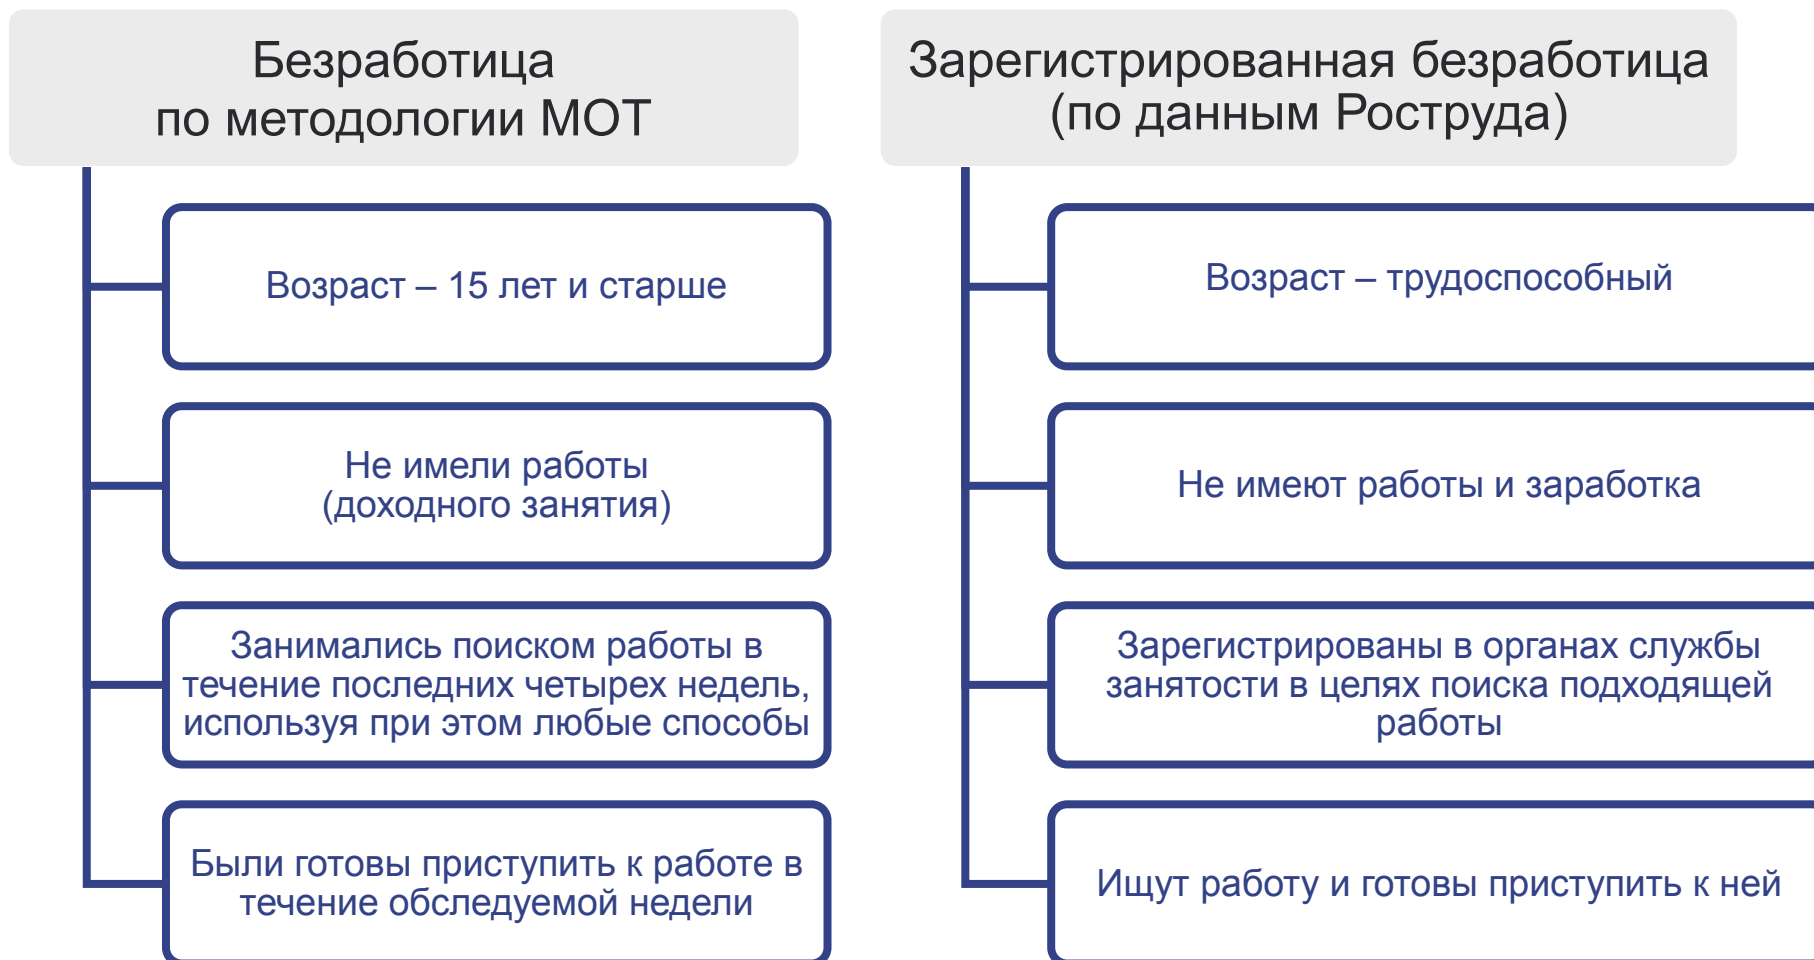 Безработица
по методологии МОТ
Возраст – 15 лет и старше
Не имели работы
(доходного занятия)
Занимались поиском работы в
течение последних четырех недель,
используя при этом любые способы
Были готовы приступить к работе в
течение обследуемой недели
Зарегистрированная безработица
(по данным Роструда)
Возраст – трудоспособный
Не имеют работы и заработка
Зарегистрированы в органах службы
занятости в целях поиска подходящей
работы
Ищут работу и готовы приступить к ней